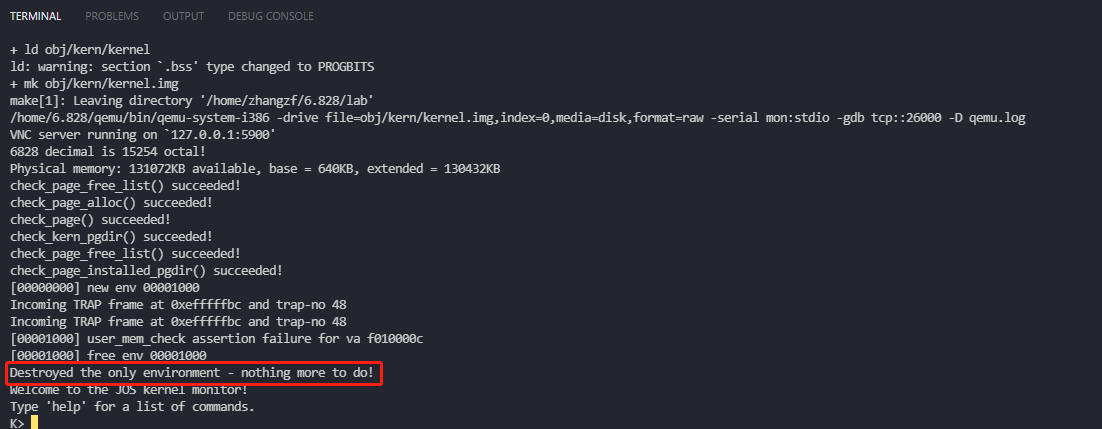 TERMINAL PROBLEMS OUTPUT DEBUG CONSOLE
+ ld obj/kern/kernel
ld: warning: section `.bss' type changed to PROGBITS
+ mk obj/kern/kernel.img
make[1]: Leaving directory '/home/zhangzf/6.828/lab'
/home/6.828/qemu/bin/qemu-system-i386 -drive file=obj/kern/kernel.img,index=0,media=disk,format=raw -serial mon:stdio -gdb tcp::26000 -D qemu.log
VNC server running on `127.0.0.1:5900'
6828 decimal is 15254 octal!
Physical memory: 131072KB available, base = 640KB, extended = 130432KB
check_page_free_list() succeeded!
check_page_alloc() succeeded!
check_page() succeeded!
check_kern_pgdir() succeeded!
check_page_free_list() succeeded!
check_page_installed_pgdir() succeeded!
[00000000] new env 00001000
Incoming TRAP frame at 0xefffffbc and trap-no 48
Incoming TRAP frame at 0xefffffbc and trap-no 48
[00001000] user_mem_check assertion failure for va f010000c
[00001000] free env 00001000
Destroyed the only environment - nothing more to do!
Welcome to the JOS kernel monitor!
Type 'help' for a list of commands.
K>